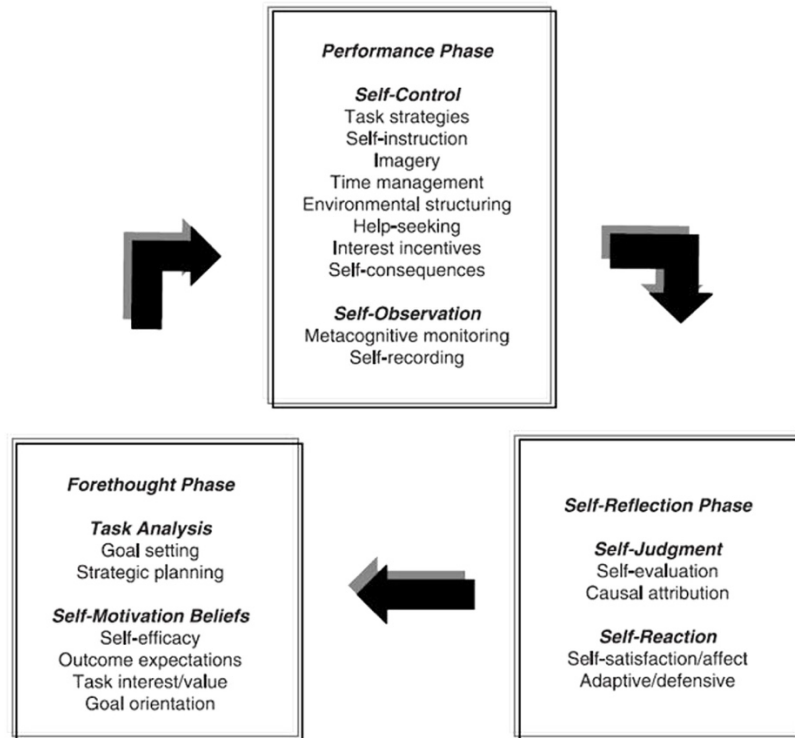 Performance Phase
Self-Control
Task strategies
Self-instruction
Imagery
Time management
Environmental structuring
Help-seeking
Interest incentives
Self-consequences
Self-Observation
Metacognitive monitoring
Self-recording
Forethought Phase
Task Analysis
Goal setting
Strategic planning
Self-Motivation Beliefs
Self-efficacy
Outcome expectations
Task interest/value
Goal orientation
Self-Reflection Phase
Self-Judgment
Self-evaluation
Causal attribution
Self-Reaction
Self-satisfaction/affect
Adaptive/defensive